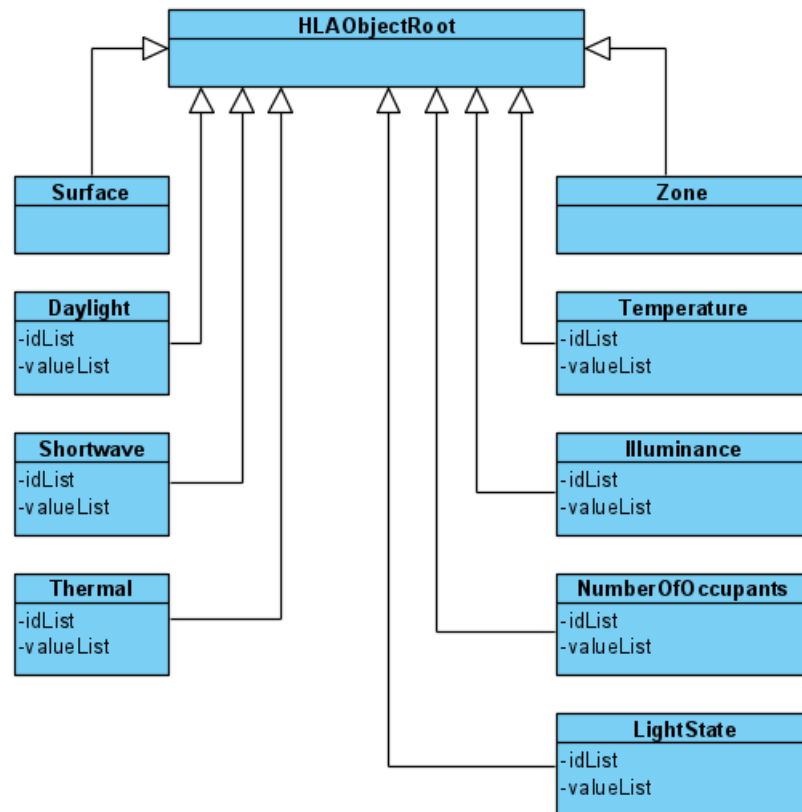 HLAObjectRoot
Surface
Zone
Daylight
-idList
-valueList
Temperature
-idList
-valueList
Shortwave
-idList
-valueList
Illuminance
-idList
-valueList
Thermal
-idList
-valueList
NumberOfOccupants
-idList
-valueList
LightState
-idList
-valueList